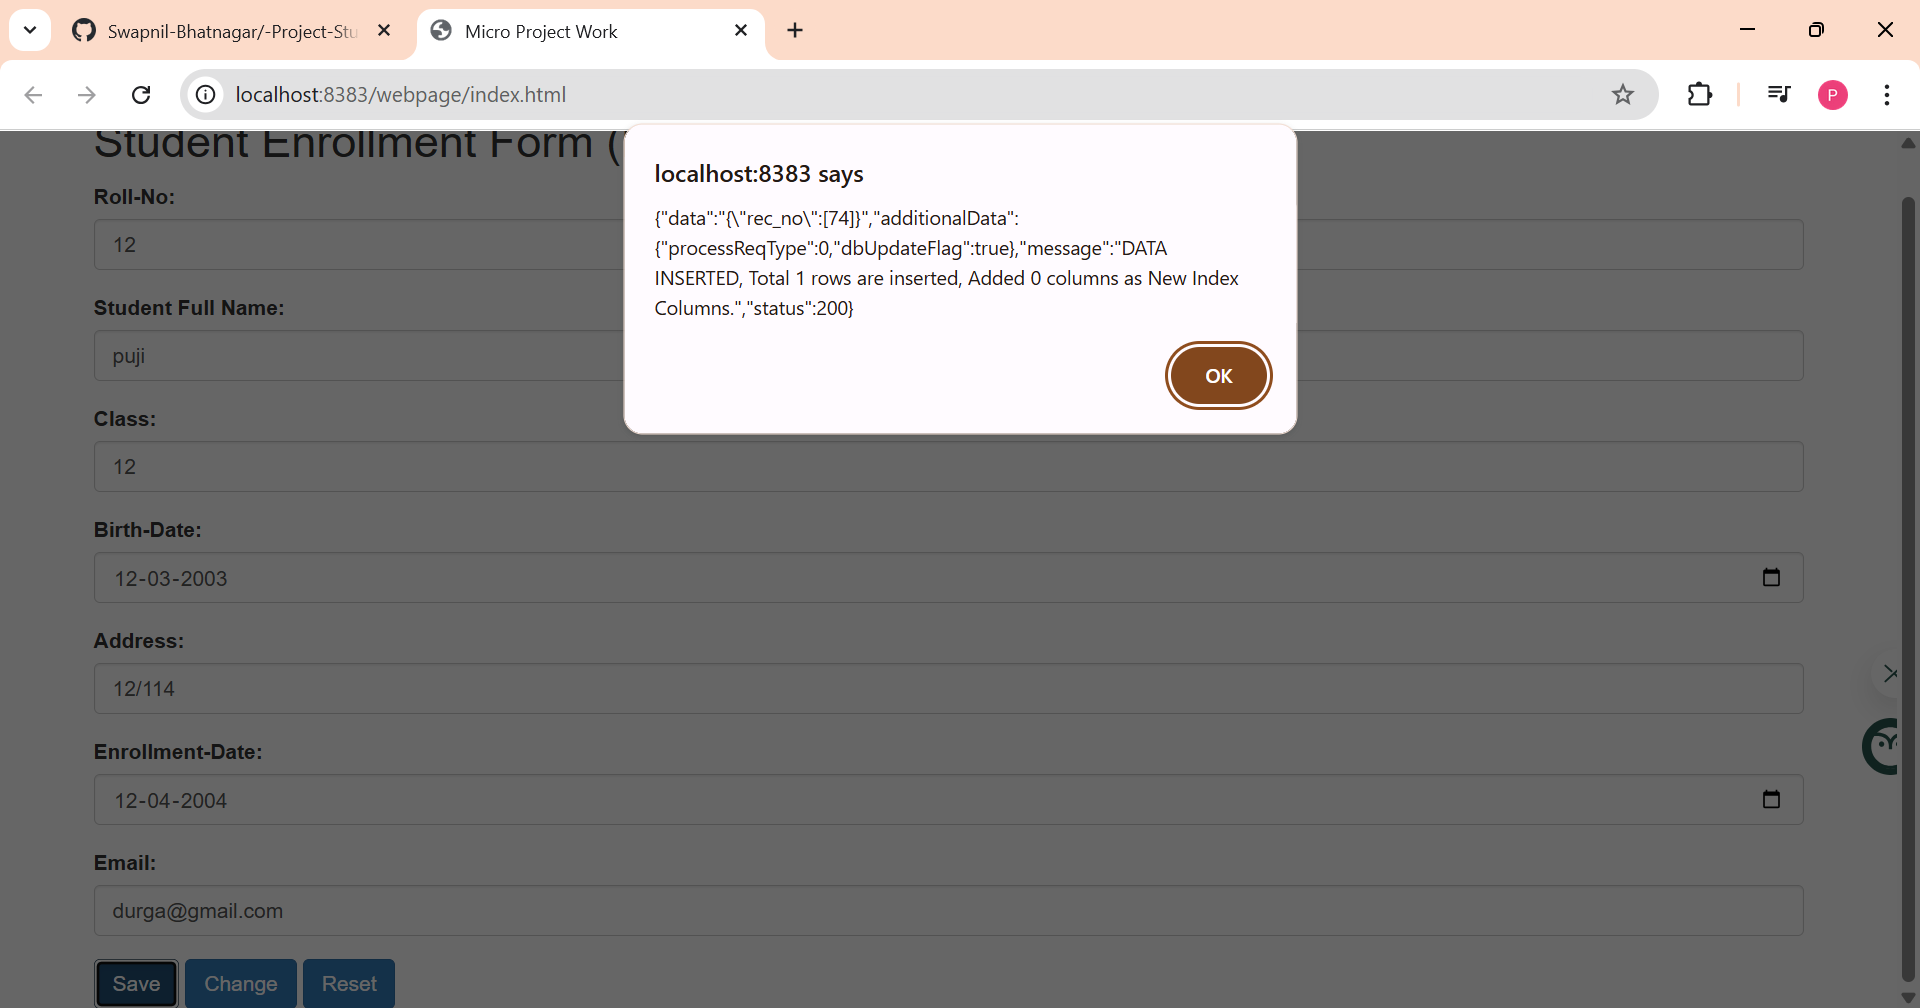 Swapnil-Bhatnagar/-Project-Stu
Micro Project Work
localhost:8383/webpage/index.html
P
Student Enrollment Form (
localhost:8383 says
{"data":"{\"rec_no\":[74]}","additionalData":
{"processReqType":0,"dbUpdateFlag":true},"message":"DATA
INSERTED, Total 1 rows are inserted, Added 0 columns as New Index
Columns.","status":200}
OK
Roll-No:
12
Student Full Name:
puji
Class:
12
Birth-Date:
12-03-2003
Address:
12/114
Enrollment-Date:
12-04-2004
Email:
durga@gmail.com
Save Change Reset